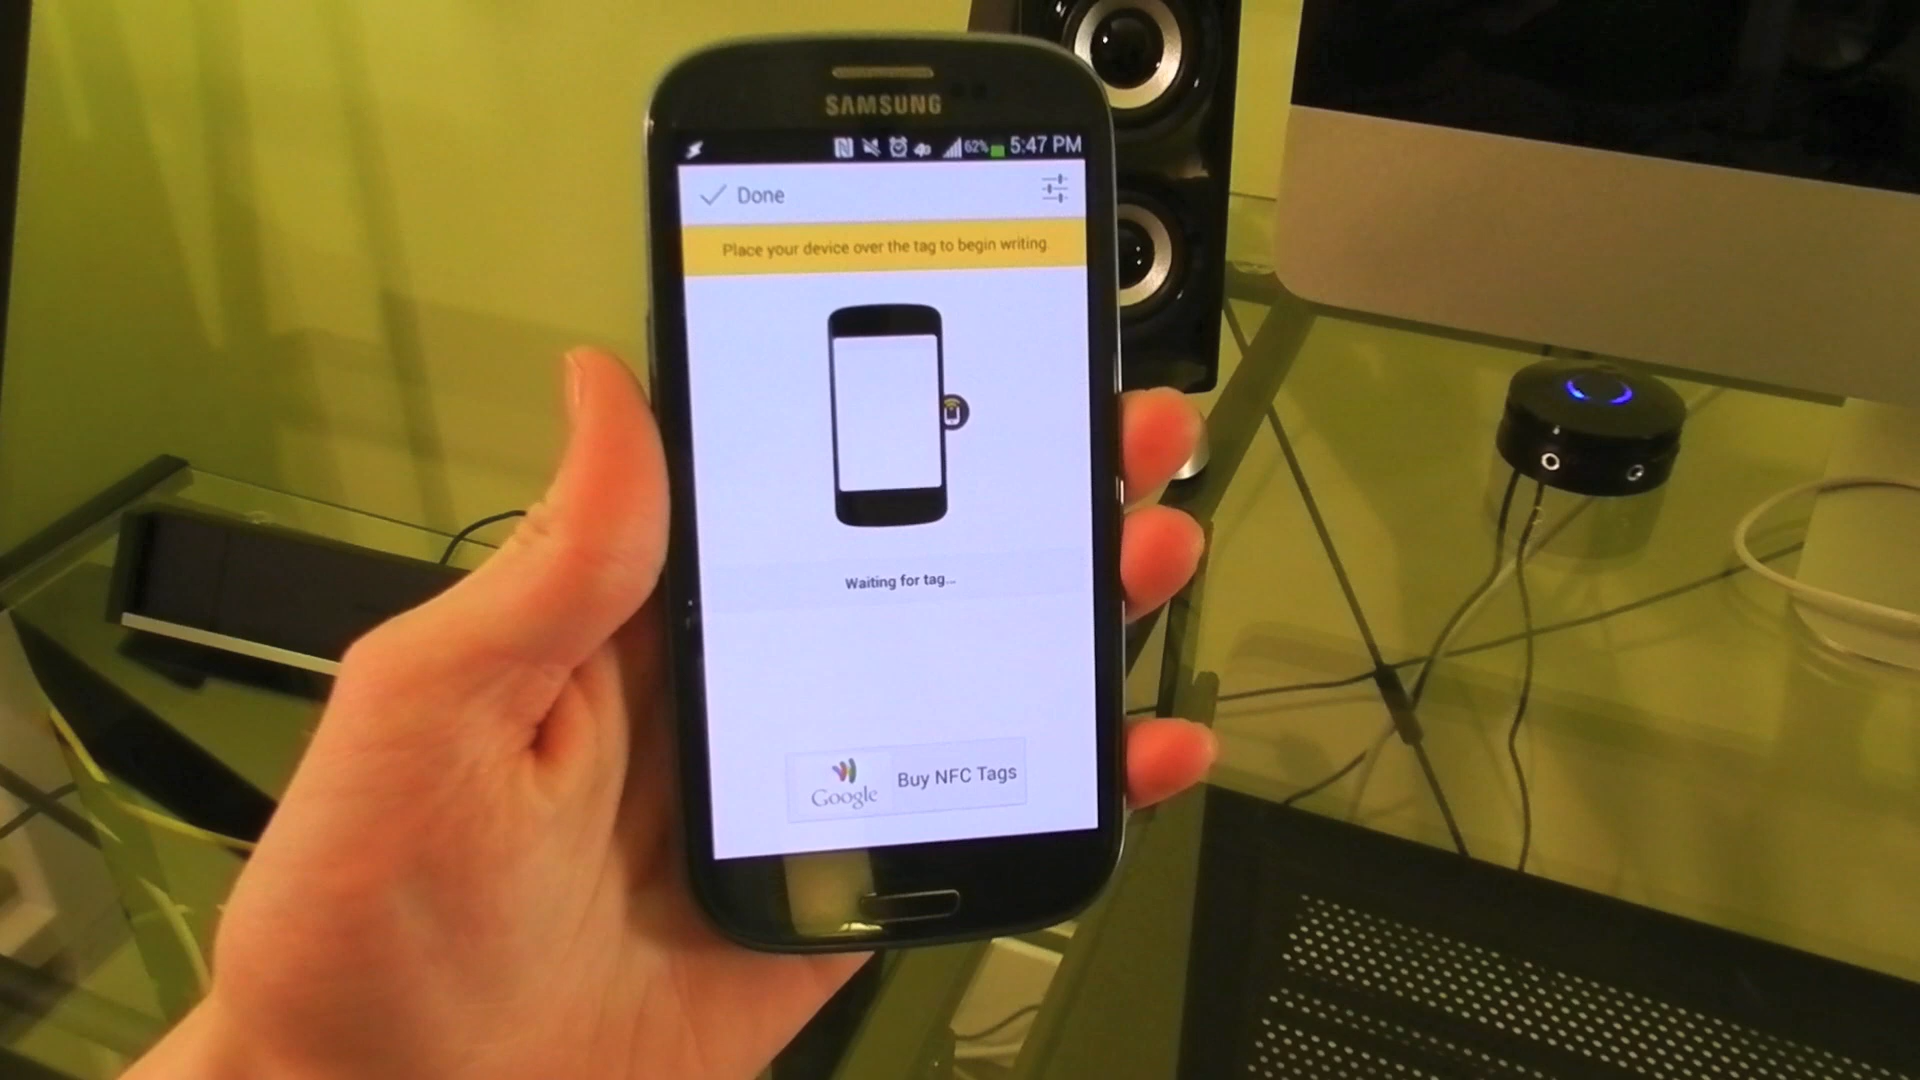 SAMSUNG
62% 5:47 PM
Done
Place your device over the tag to begin writing.
Waiting for tag...
Google Buy NFC Tags